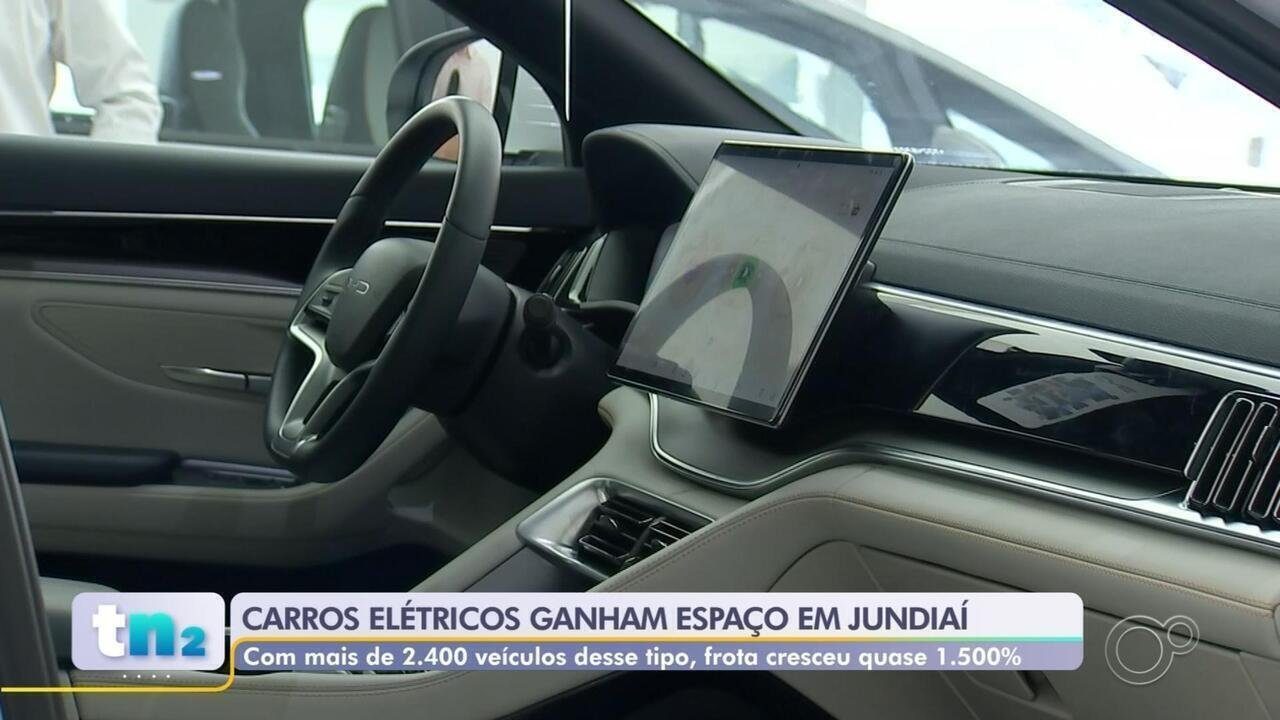 tn2
CARROS ELÉTRICOS GANHAM ESPAÇO EM JUNDIAÍ
Com mais de 2.400 veículos desse tipo, frota cresceu quase 1.500%